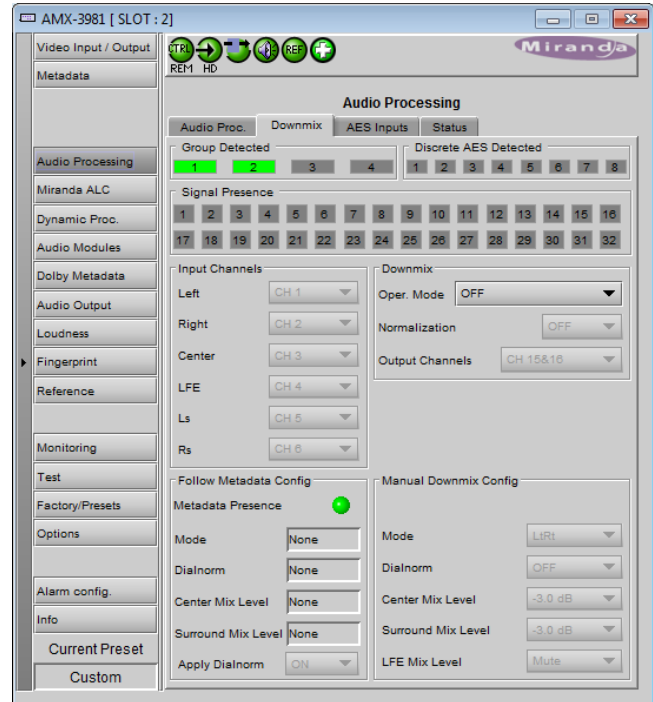 AMX-3981 [ SLOT : 2]
Video Input / Output
Metadata
Audio Processing
Miranda ALC
Dynamic Proc.
Audio Modules
Dolby Metadata
Audio Output
Loudness
Fingerprint
Reference
Monitoring
Test
Factory/Presets
Options
Alarm config.
Info
Current Preset
Custom
CTRL REF
REM HD
Miranda
Audio Processing
Audio Proc. Downmix AES Inputs Status
Group Detected
1 2 3 4
Discrete AES Detected
1 2 3 4 5 6 7 8
Signal Presence
1 2 3 4 5 6 7 8 9 10 11 12 13 14 15 16
17 18 19 20 21 22 23 24 25 26 27 28 29 30 31 32
Input Channels
Left CH 1
Right CH 2
Center CH 3
LFE CH 4
Ls CH 5
Rs CH 6
Downmix
Oper. Mode OFF
Normalization OFF
Output Channels CH 15&16
Follow Metadata Config
Metadata Presence
Mode None
Dialnorm None
Center Mix Level None
Surround Mix Level None
Apply Dialnorm ON
Manual Downmix Config
Mode LtRt
Dialnorm OFF
Center Mix Level -3.0 dB
Surround Mix Level -3.0 dB
LFE Mix Level Mute